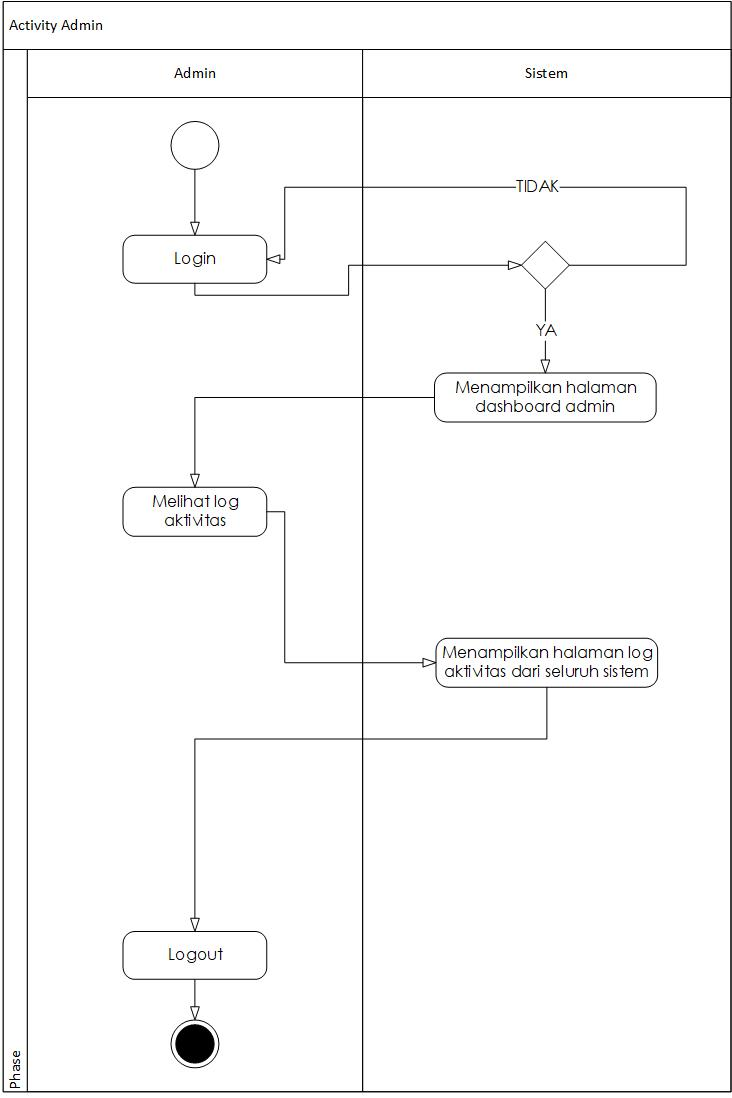 Activity Admin
Admin
Sistem
TIDAK
Login
YA
Menampilkan halaman
dashboard admin
Melihat log
aktivitas
Menampilkan halaman log
aktivitas dari seluruh sistem
Logout
Phase